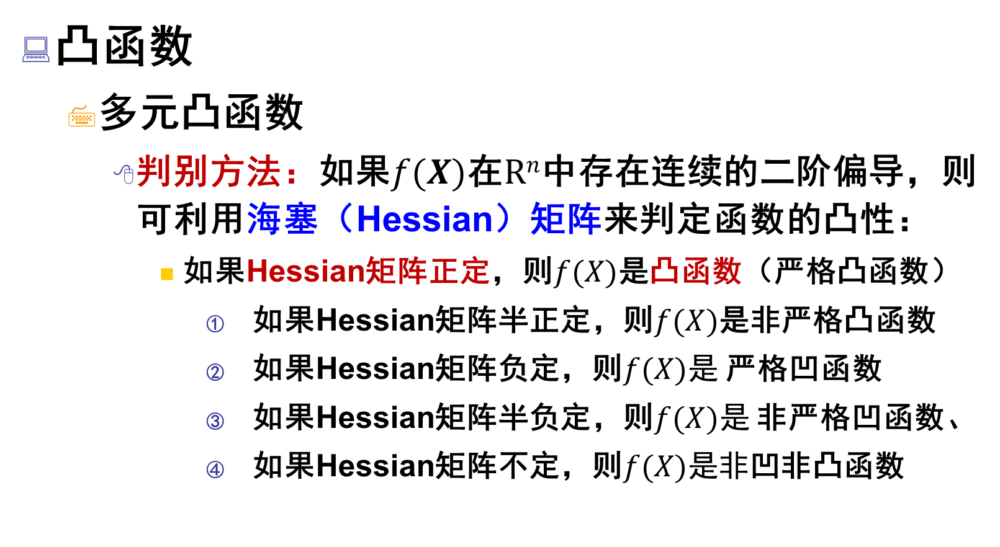 凸函数
多元凸函数
判别方法：如果f(X)在Rⁿ中存在连续的二阶偏导，则
可利用海塞（Hessian）矩阵来判定函数的凸性：
如果Hessian矩阵正定，则f(X)是凸函数（严格凸函数）
① 如果Hessian矩阵半正定，则f(X)是非严格凸函数
② 如果Hessian矩阵负定，则f(X)是 严格凹函数
③ 如果Hessian矩阵半负定，则f(X)是 非严格凹函数、
④ 如果Hessian矩阵不定，则f(X)是非凹非凸函数